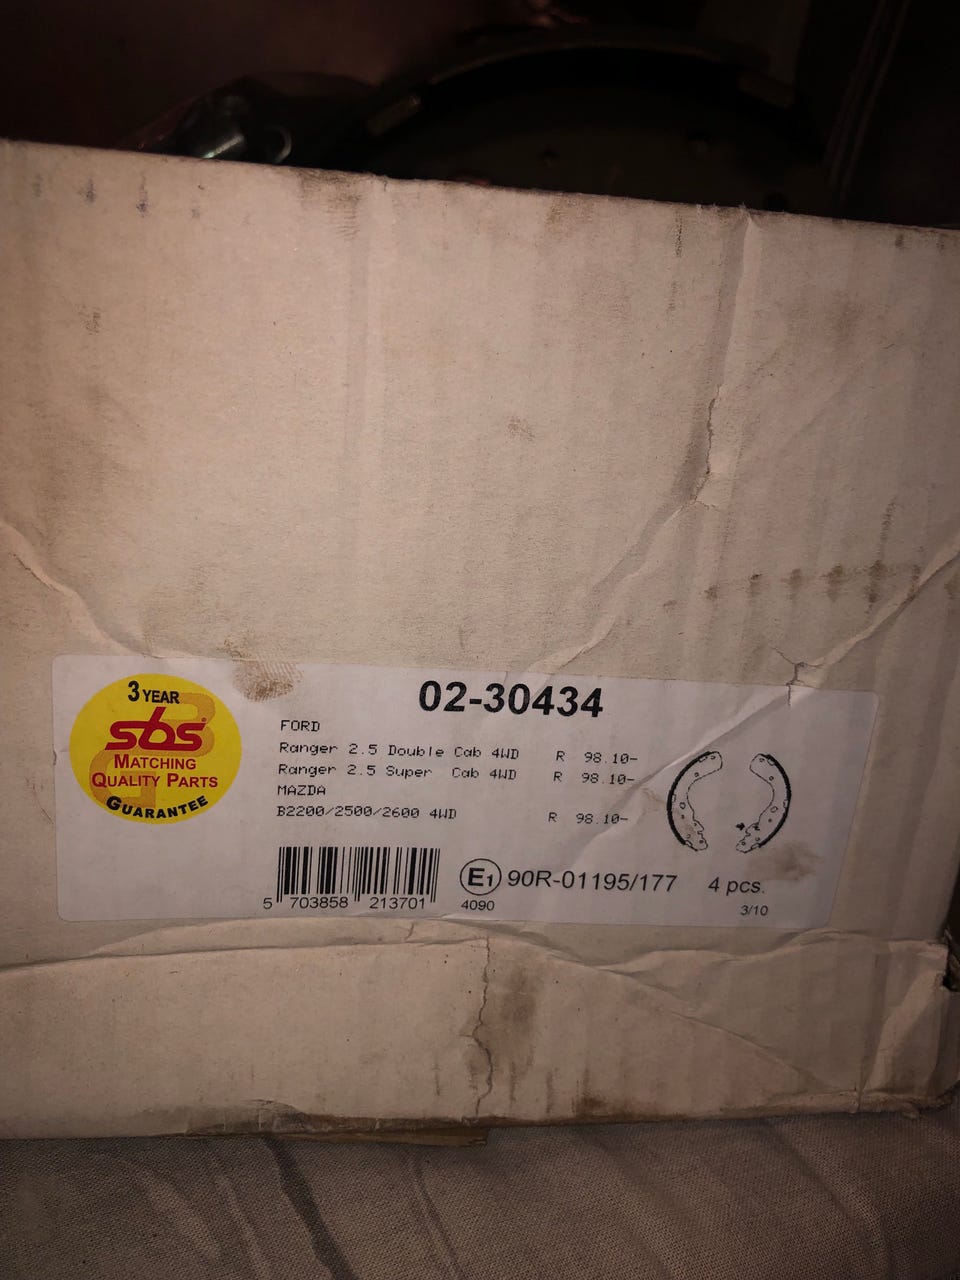 3 YEAR
sbs
MATCHING
QUALITY PARTS
GUARANTEE
02-30434
FORD
Ranger 2.5 Double Cab 4WD R 98.10-
Ranger 2.5 Super Cab 4WD R 98.10-
MAZDA
B2200/2500/2600 4WD R 98.10-
5 703858 213701
E1 90R-01195/177 4 pcs.
4090 3/10